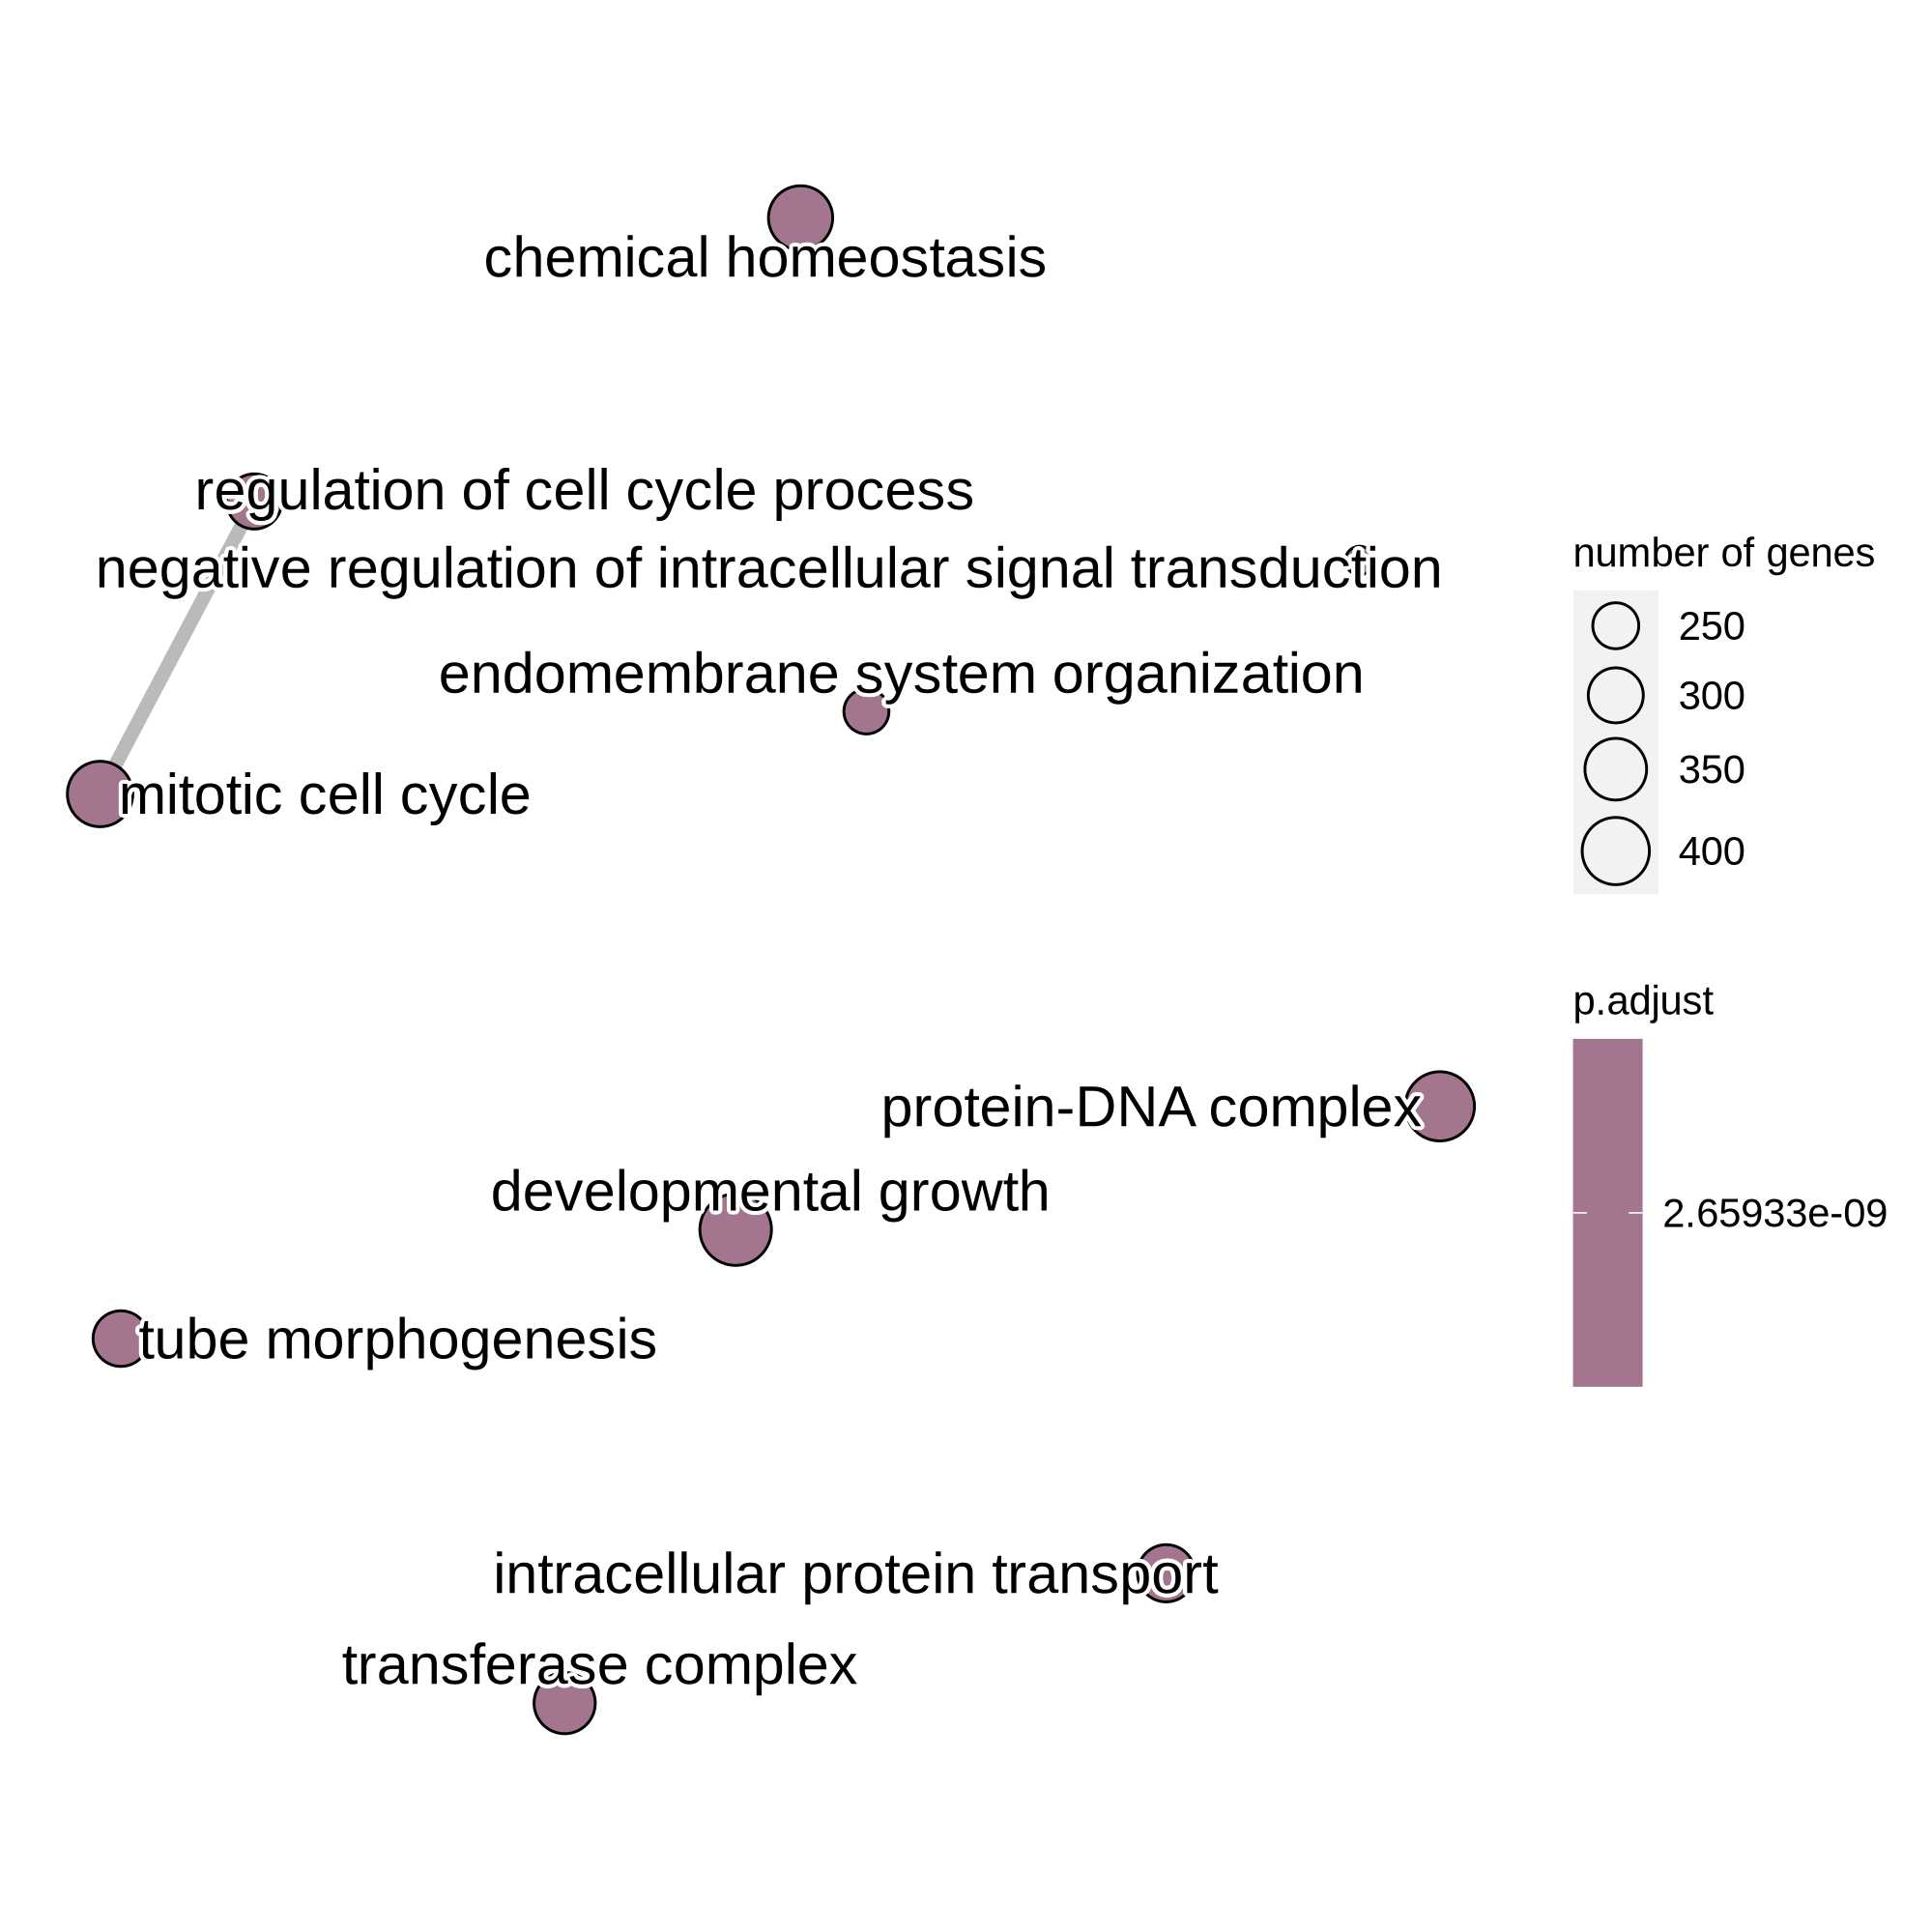 chemical homeostasis
regulation of cell cycle process
negative regulation of intracellular signal transduction
endomembrane system organization
mitotic cell cycle
protein-DNA complex
developmental growth
tube morphogenesis
intracellular protein transport
transferase complex
number of genes
250
300
350
400
p.adjust
2.65933e-09